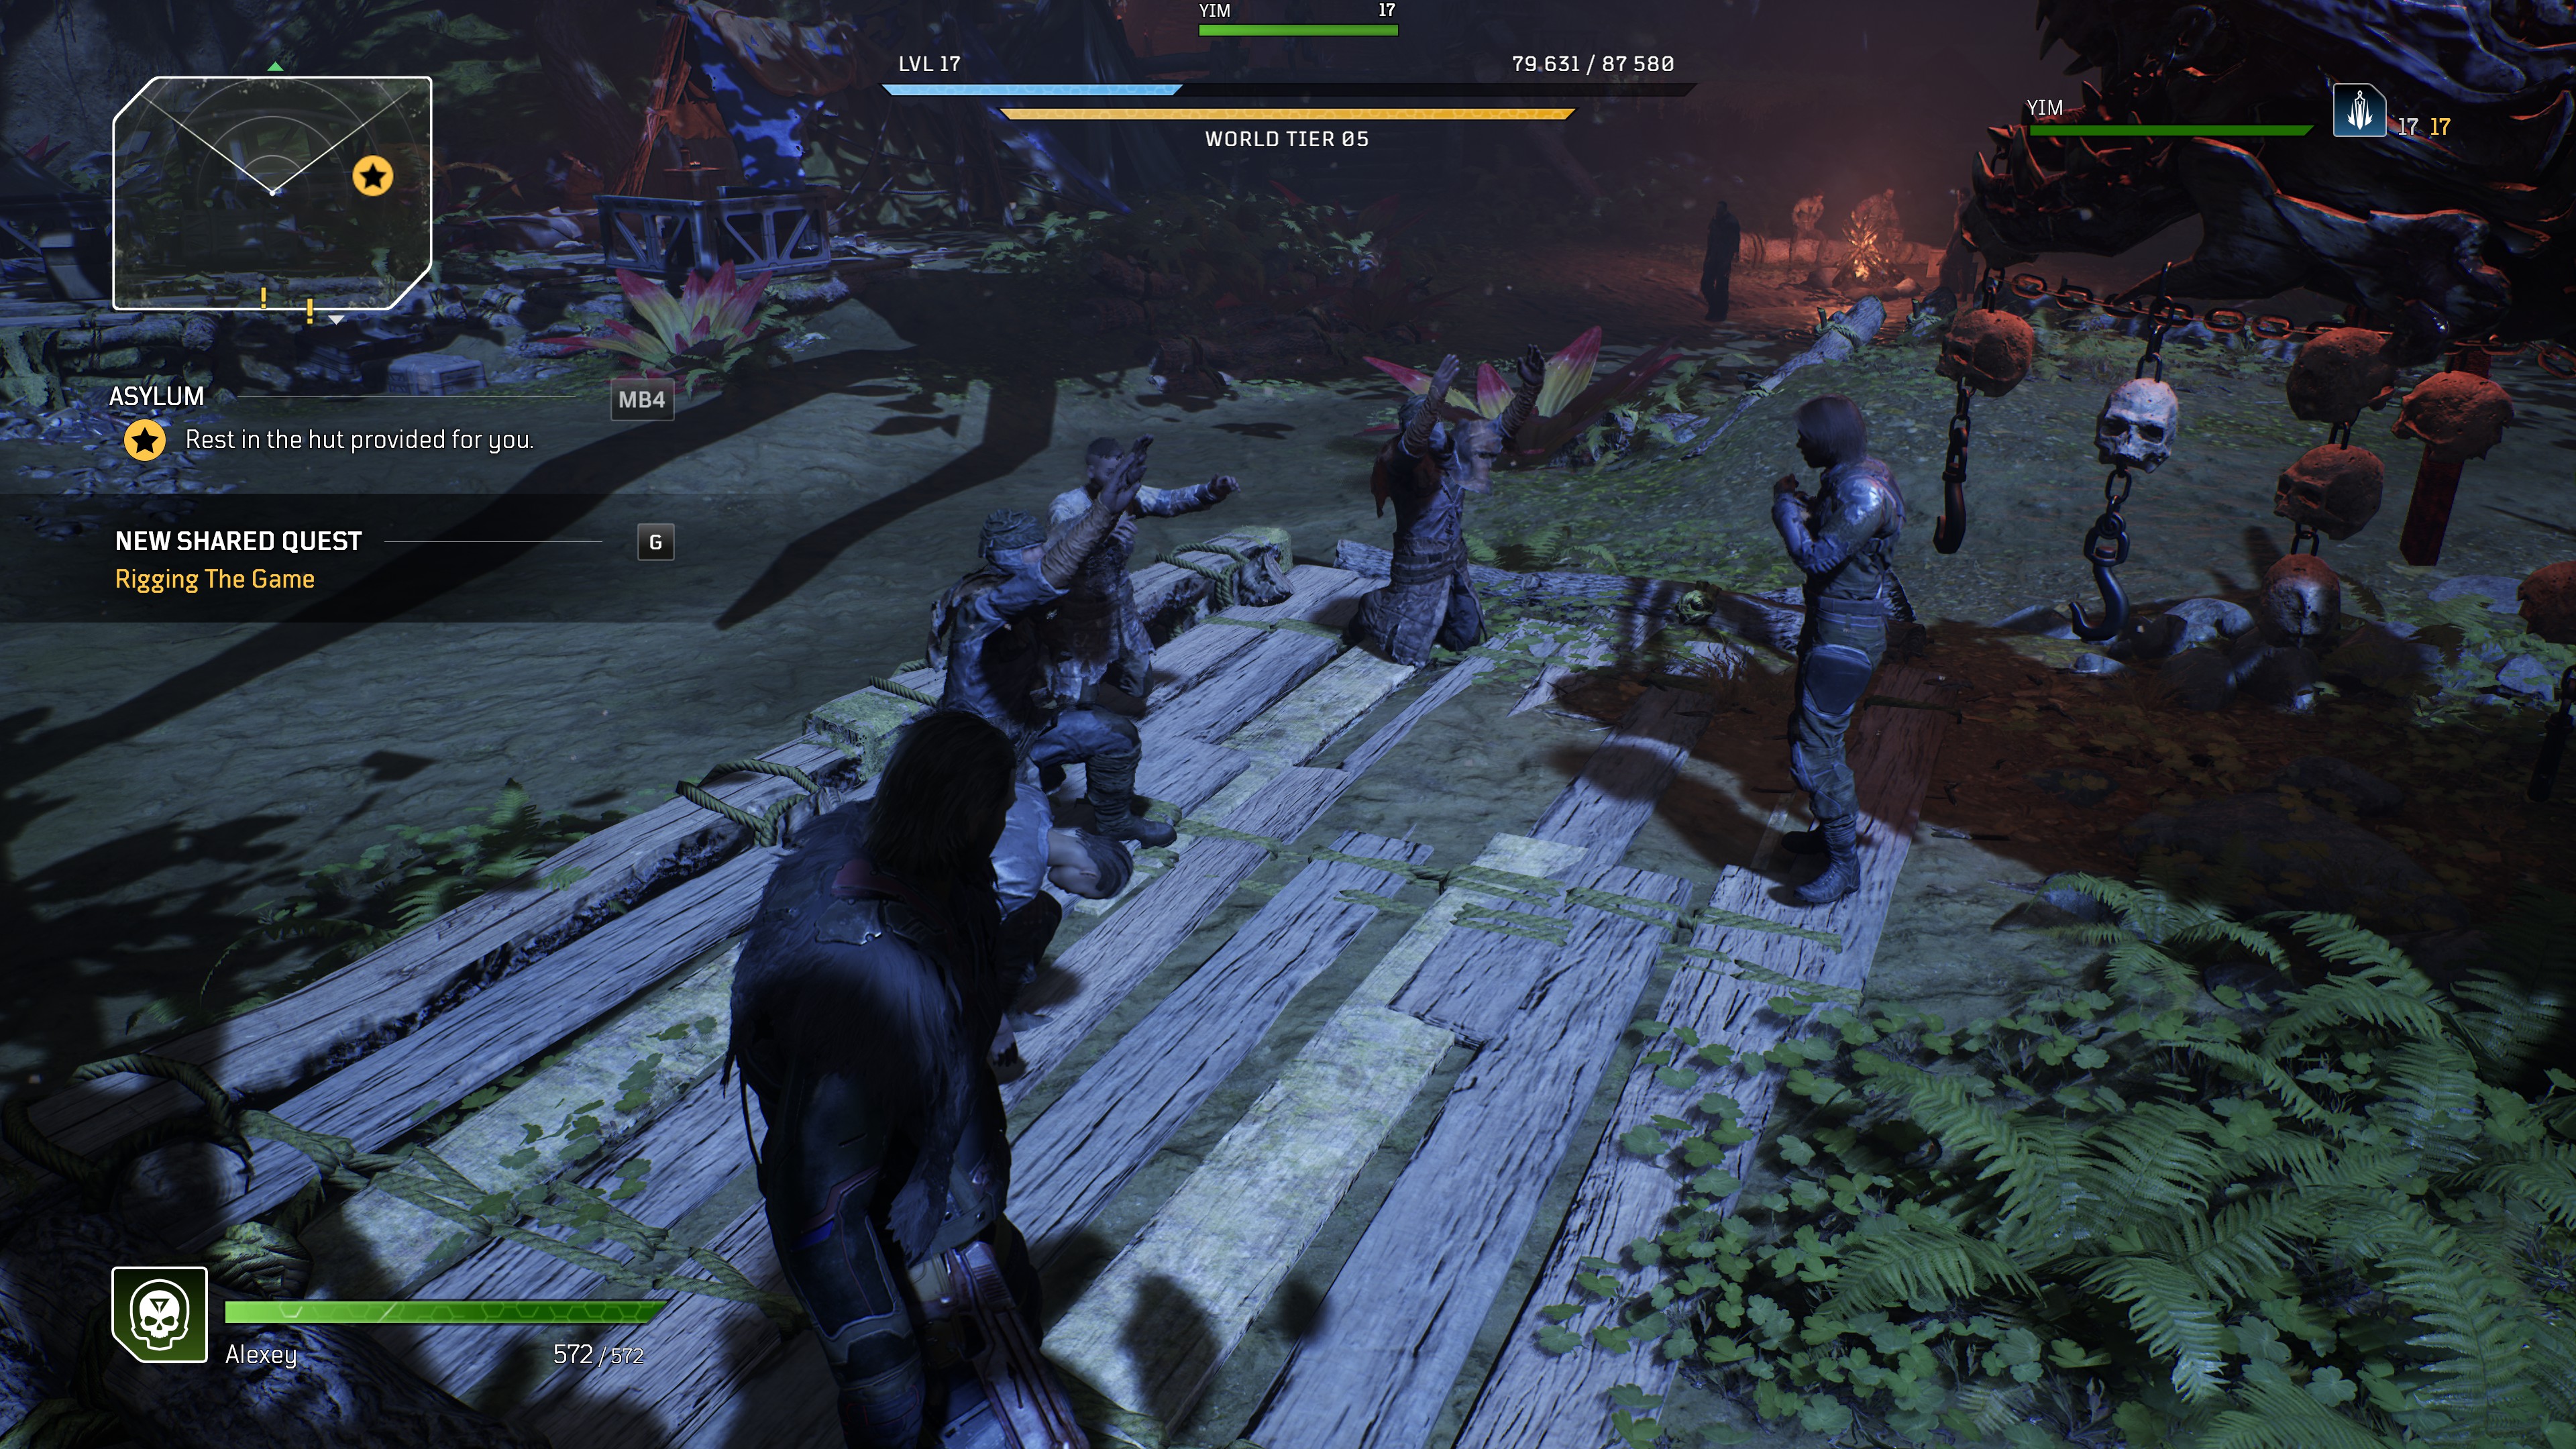 YIM 17
LVL 17 79.631 / 87 580
WORLD TIER 05
YIM 17 17
ASYLUM MB4
Rest in the hut provided for you.
NEW SHARED QUEST G
Rigging The Game
Alexey 572 / 572